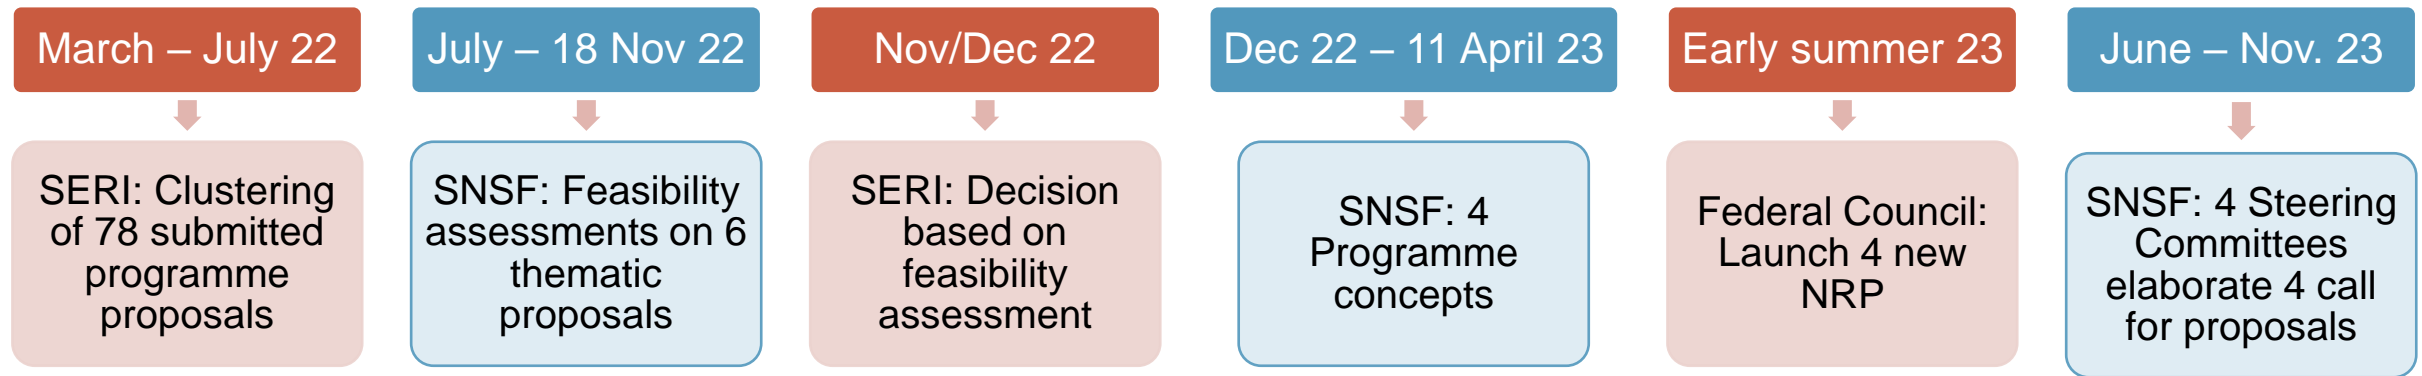 March – July 22
July – 18 Nov 22
Nov/Dec 22
Dec 22 – 11 April 23
Early summer 23
June – Nov. 23
SERI: Clustering
of 78 submitted
programme
proposals
SNSF: Feasibility
assessments on 6
thematic
proposals
SERI: Decision
based on
feasibility
assessment
SNSF: 4
Programme
concepts
Federal Council:
Launch 4 new
NRP
SNSF: 4 Steering
Committees
elaborate 4 call
for proposals